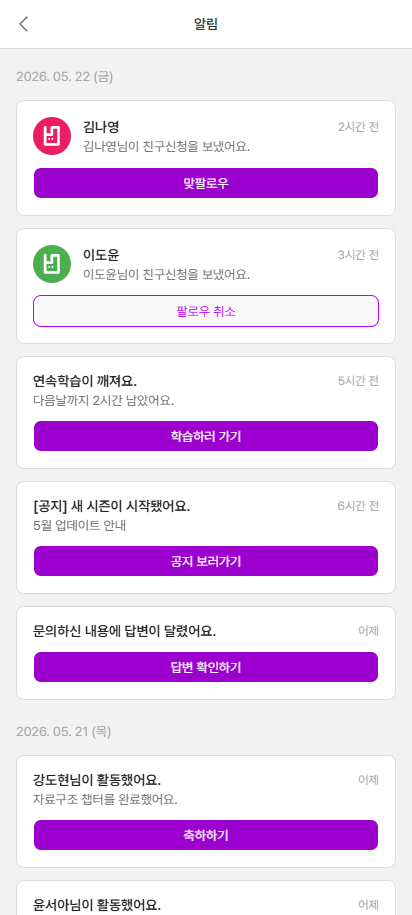 알림
2026. 05. 22 (금)
김나영
2시간 전
김나영님이 친구신청을 보냈어요.
맞팔로우
이도윤
3시간 전
이도윤님이 친구신청을 보냈어요.
팔로우 취소
연속학습이 깨져요.
5시간 전
다음날까지 2시간 남았어요.
학습하러 가기
[공지] 새 시즌이 시작됐어요.
6시간 전
5월 업데이트 안내
공지 보러가기
문의하신 내용에 답변이 달렸어요.
어제
답변 확인하기
2026. 05. 21 (목)
강도현님이 활동했어요.
어제
자료구조 챕터를 완료했어요.
축하하기
윤서아님이 활동했어요.
어제